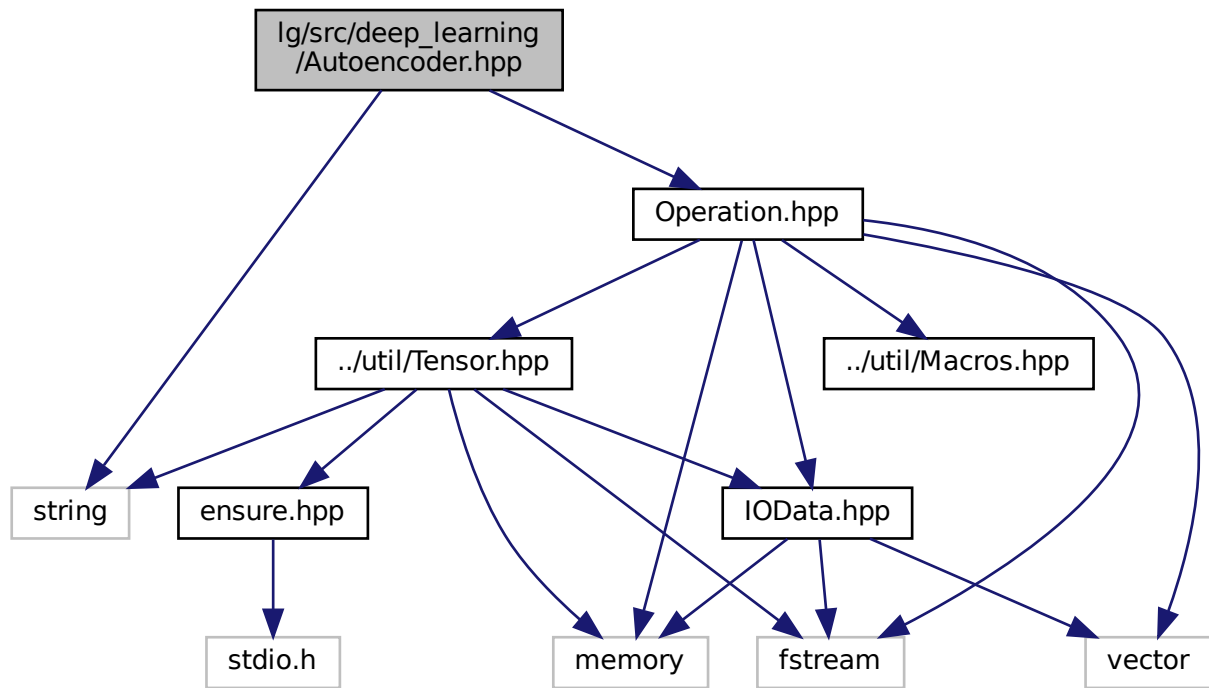 lg/src/deep_learning
/Autoencoder.hpp
Operation.hpp
../util/Tensor.hpp
../util/Macros.hpp
string
ensure.hpp
IOData.hpp
stdio.h
memory
fstream
vector